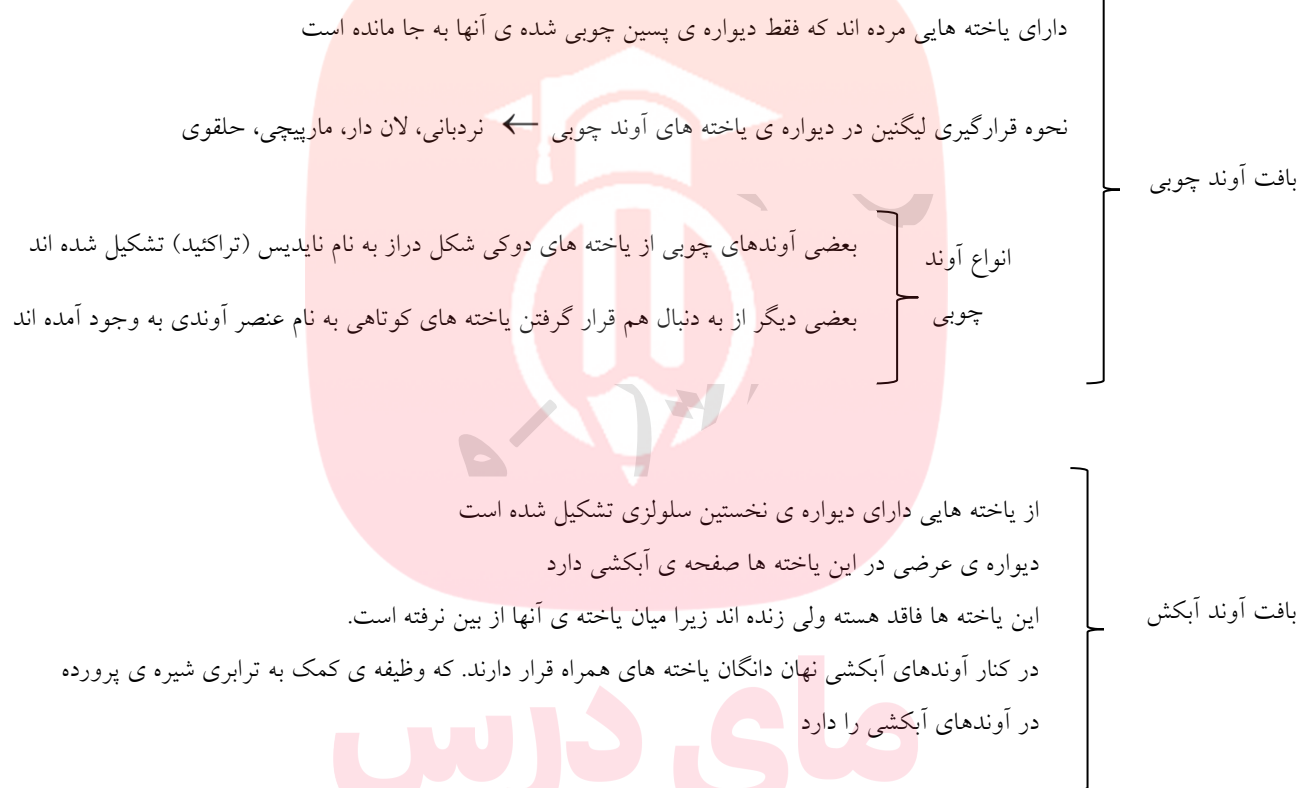 دارای یاخته هایی مرده اند که فقط دیواره ی پسین چوبی شده ی آنها به جا مانده است
نحوه قرارگیری لیگنین در دیواره ی یاخته های آوند چوبی ← نردبانی، لان دار، مارپیچی، حلقوی
بافت آوند چوبی
انواع آوند
چوبی
بعضی آوندهای چوبی از یاخته های دوکی شکل دراز به نام نایدیس (تراکئید) تشکیل شده اند
بعضی دیگر از به دنبال هم قرار گرفتن یاخته های کوتاهی به نام عنصر آوندی به وجود آمده اند
از یاخته هایی دارای دیواره ی نخستین سلولزی تشکیل شده است
دیواره ی عرضی در این یاخته ها صفحه ی آبکشی دارد
بافت آوند آبکش
این یاخته ها فاقد هسته ولی زنده اند زیرا میان یاخته ی آنها از بین نرفته است.
در کنار آوندهای آبکشی نهان دانگان یاخته های همراه قرار دارند. که وظیفه ی کمک به ترابری شیره ی پرورده
در آوندهای آبکشی را دارد
مای درس